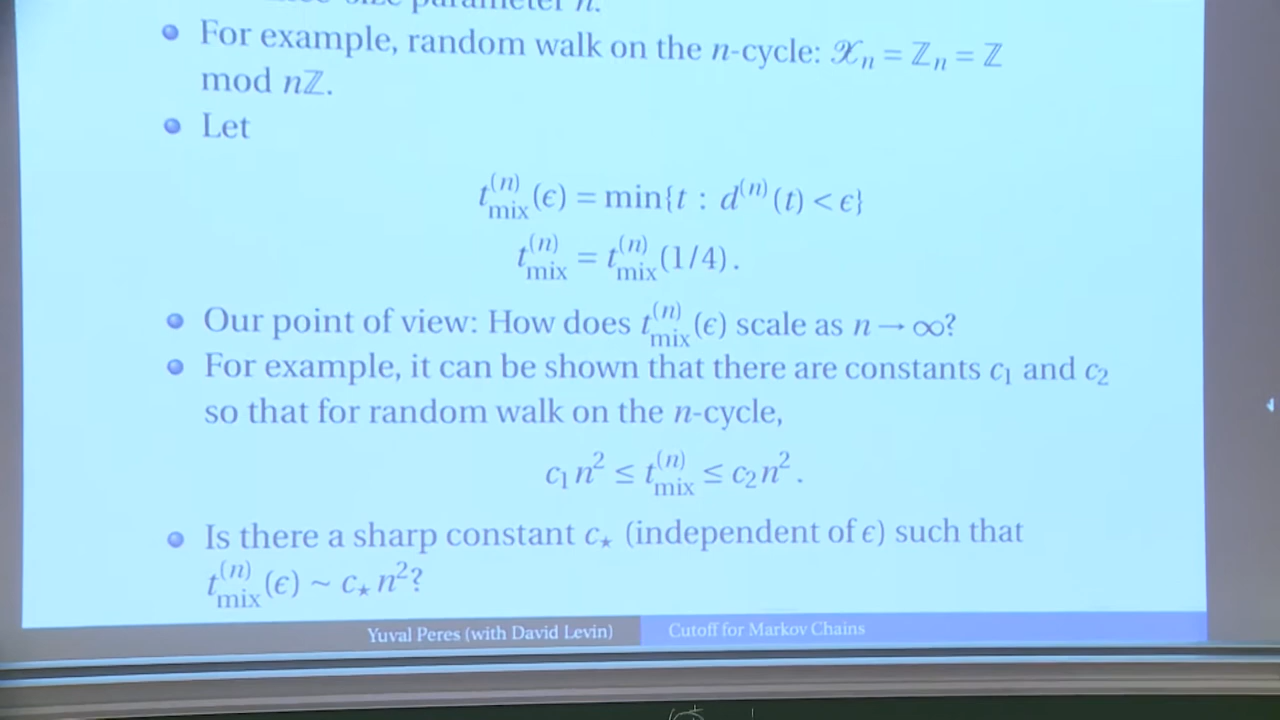 size parameter n.
For example, random walk on the n-cycle: 𝒳ₙ = ℤₙ = ℤ
mod nℤ.
Let
t_mix^(n)(ϵ) = min{t : d^(n)(t) < ϵ}
t_mix^(n) = t_mix^(n)(1/4).
Our point of view: How does t_mix^(n)(ϵ) scale as n → ∞?
For example, it can be shown that there are constants c₁ and c₂
so that for random walk on the n-cycle,
c₁n² ≤ t_mix^(n) ≤ c₂n².
Is there a sharp constant c⋆ (independent of ϵ) such that
t_mix^(n)(ϵ) ~ c⋆n²?
Yuval Peres (with David Levin)
Cutoff for Markov Chains